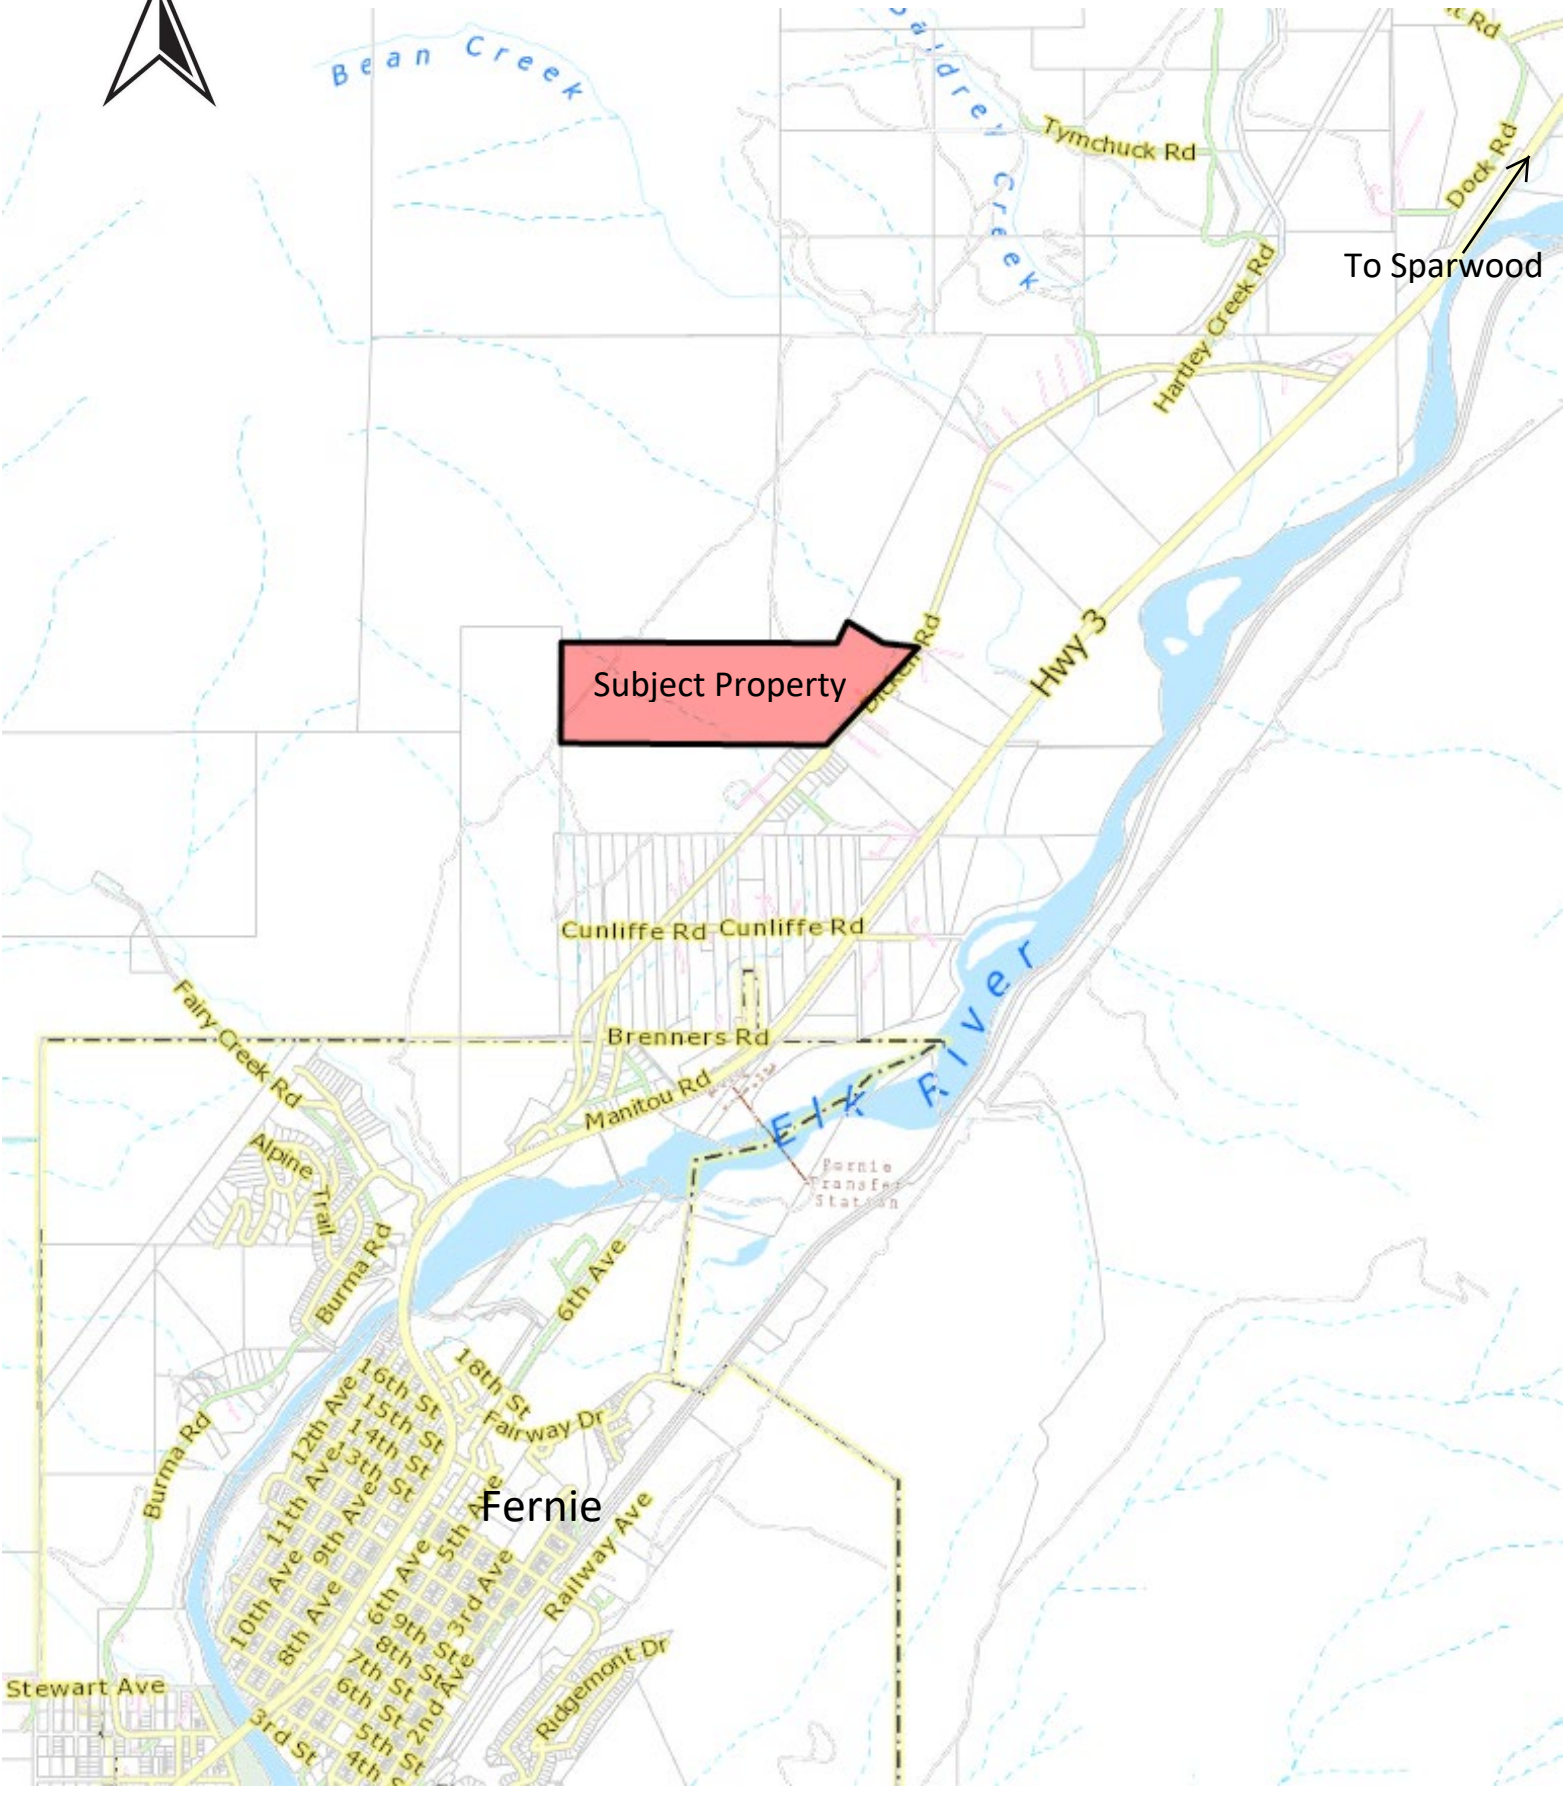 Bean Creek
Creek
Tymchuck Rd
Rd
Dock Rd
To Sparwood
Hartley Creek Rd
Hwy 3
Rd
Subject Property
Cunliffe Rd
Cunliffe Rd
Fairy Creek Rd
Brenners Rd
Manitou Rd
Elk River
Fernie
Transfer
Station
Alpine Trail
Burma Rd
6th Ave
18th St
16th St
15th St
14th St
13th St
12th Ave
11th Ave
10th Ave
9th Ave
8th Ave
Fairway Dr
Burma Rd
Fernie
5th Ave
6th Ave
3rd Ave
Railway Ave
9th St
8th St
7th St
6th St
5th St
4th S
2nd Ave
3rd St
Ridgemont Dr
Stewart Ave